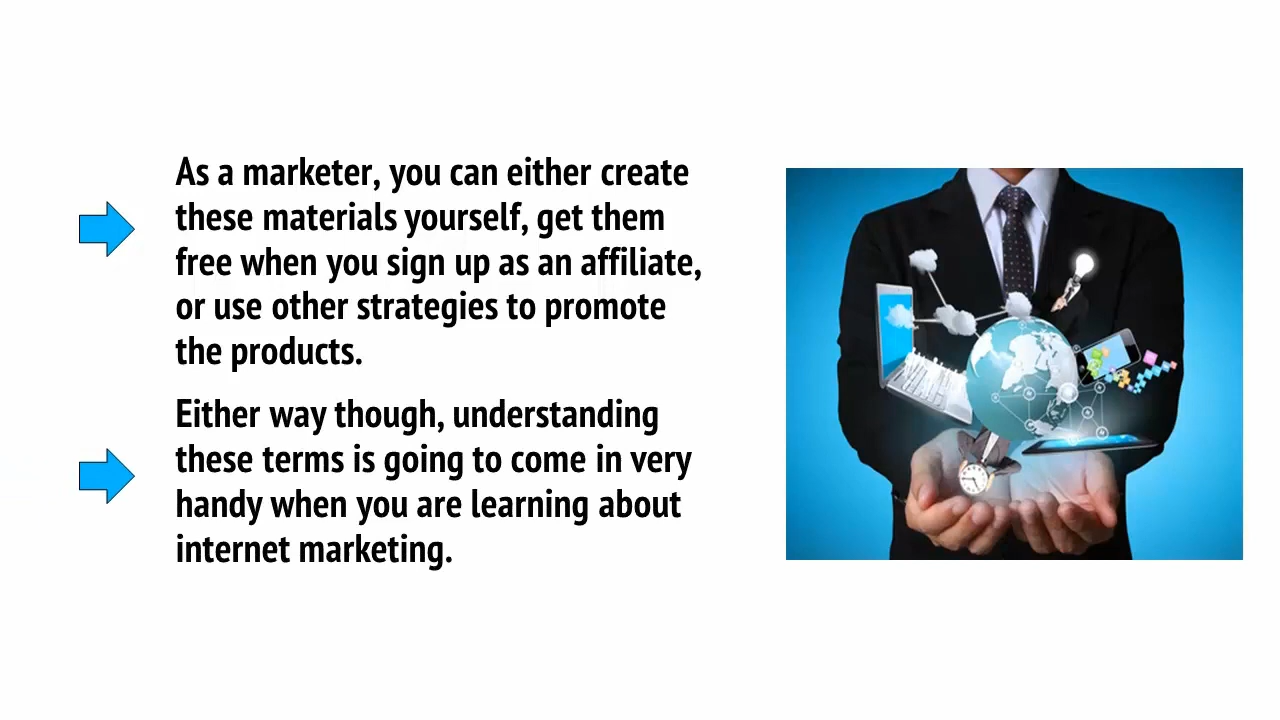 As a marketer, you can either create
these materials yourself, get them
free when you sign up as an affiliate,
or use other strategies to promote
the products.
Either way though, understanding
these terms is going to come in very
handy when you are learning about
internet marketing.